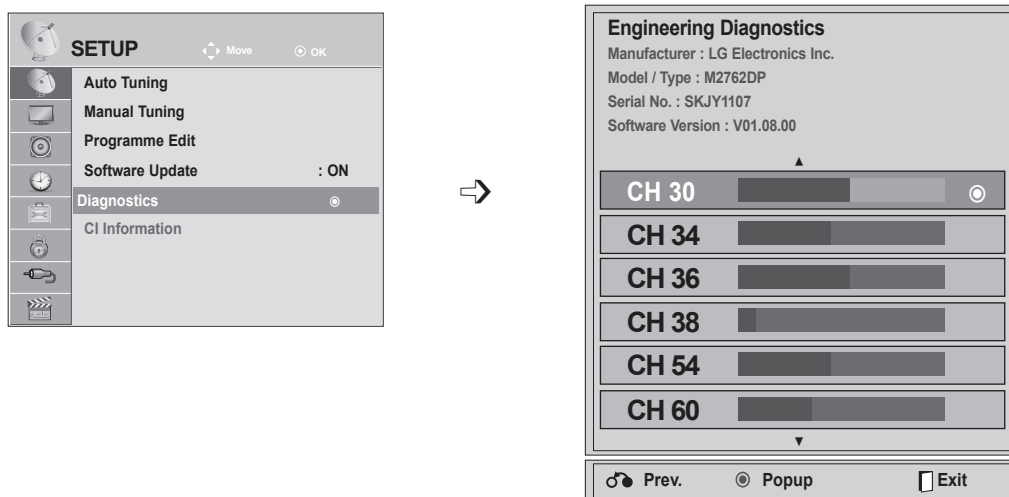 SETUP Move OK
Auto Tuning
Manual Tuning
Programme Edit
Software Update : ON
Diagnostics
CI Information
Engineering Diagnostics
Manufacturer : LG Electronics Inc.
Model / Type : M2762DP
Serial No. : SKJY1107
Software Version : V01.08.00
CH 30
CH 34
CH 36
CH 38
CH 54
CH 60
Prev. Popup Exit